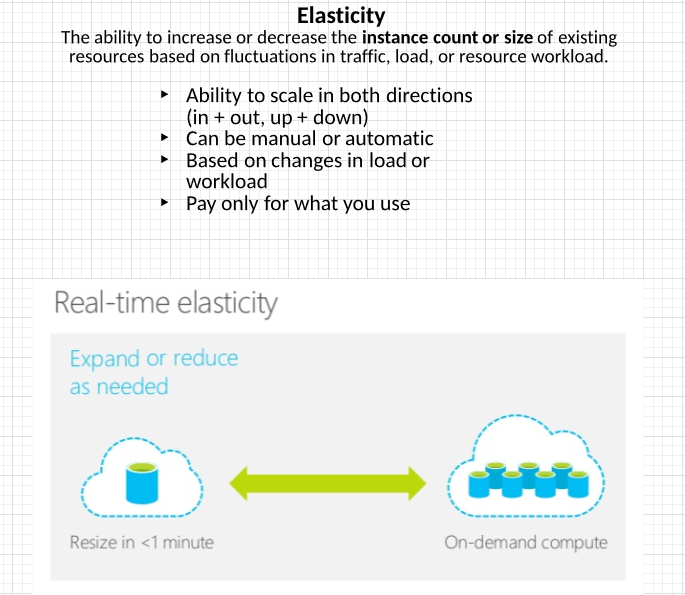 Elasticity
The ability to increase or decrease the instance count or size of existing
resources based on fluctuations in traffic, load, or resource workload.
‣ Ability to scale in both directions
(in + out, up + down)
‣ Can be manual or automatic
‣ Based on changes in load or
workload
‣ Pay only for what you use
Real-time elasticity
Expand or reduce
as needed
Resize in <1 minute
On-demand compute